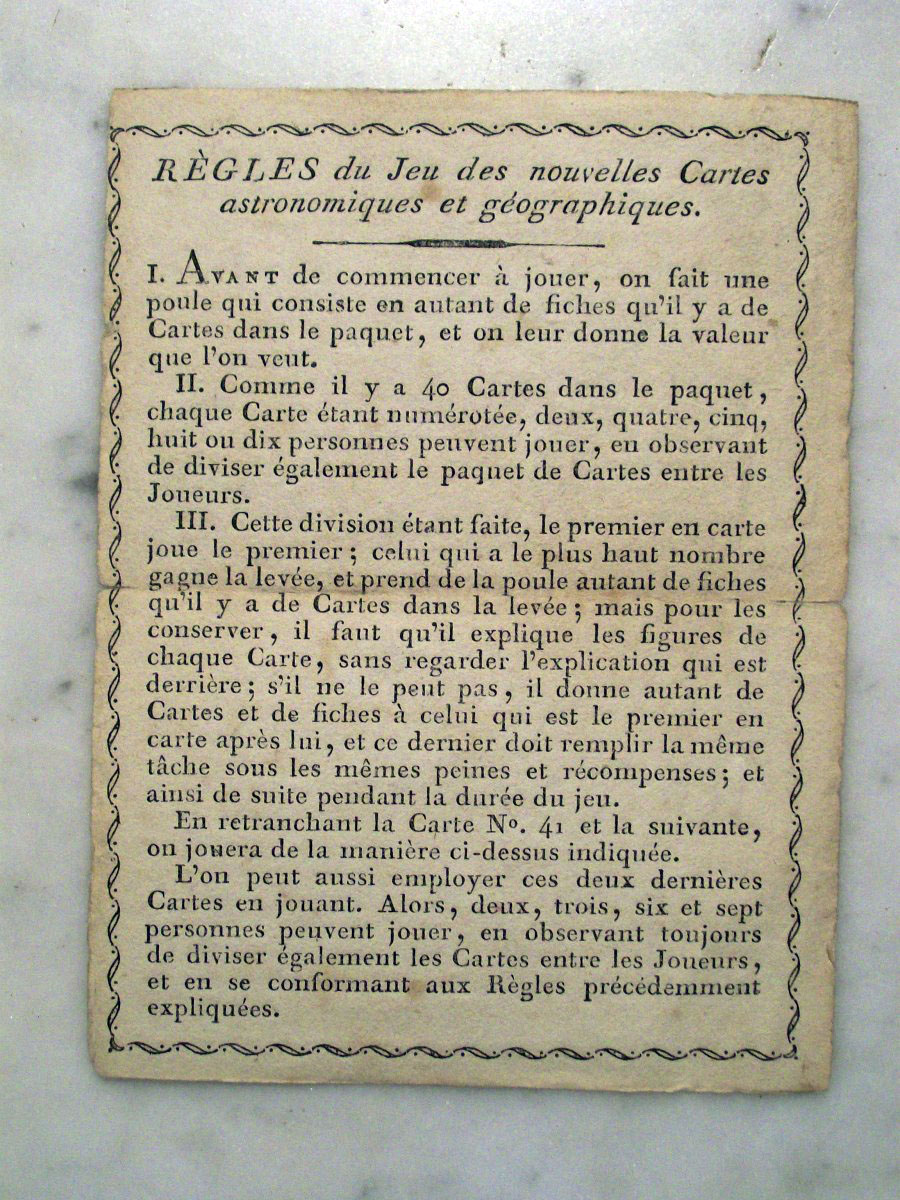 RÈGLES du Jeu des nouvelles Cartes
astronomiques et géographiques.
I. AVANT de commencer à jouer, on fait une
poule qui consiste en autant de fiches qu'il y a de
Cartes dans le paquet, et on leur donne la valeur
que l'on veut.
II. Comme il y a 40 Cartes dans le paquet,
chaque Carte étant numérotée, deux, quatre, cinq,
huit ou dix personnes peuvent jouer, en observant
de diviser également le paquet de Cartes entre les
Joueurs.
III. Cette division étant faite, le premier en carte
joue le premier; celui qui a le plus haut nombre
gagne la levée, et prend de la poule autant de fiches
qu'il y a de Cartes dans la levée; mais pour les
conserver, il faut qu'il explique les figures de
chaque Carte, sans regarder l'explication qui est
derrière; s'il ne le peut pas, il donne autant de
Cartes et de fiches à celui qui est le premier en
carte après lui, et ce dernier doit remplir la même
tâche sous les mêmes peines et récompenses; et
ainsi de suite pendant la durée du jeu.
En retranchant la Carte No. 41 et la suivante,
on jouera de la manière ci-dessus indiquée.
L'on peut aussi employer ces deux dernières
Cartes en jouant. Alors, deux, trois, six et sept
personnes peuvent jouer, en observant toujours
de diviser également les Cartes entre les Joueurs,
et en se conformant aux Règles précédemment
expliquées.